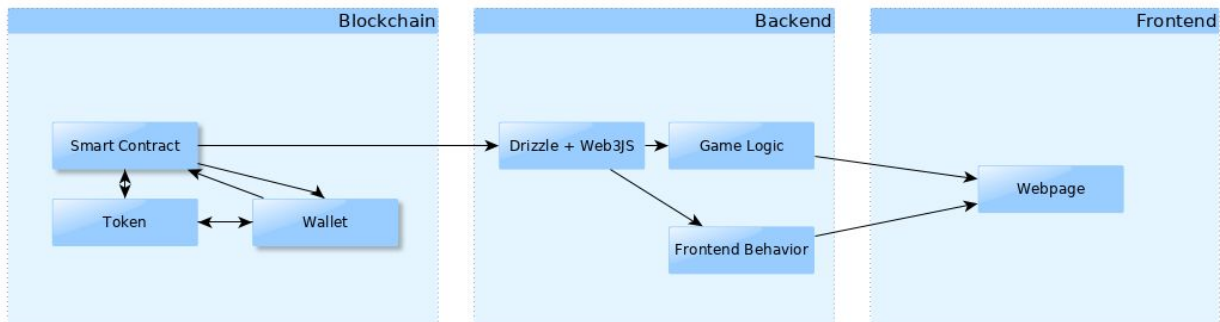 Blockchain
Backend
Frontend
Smart Contract
Drizzle + Web3JS
Game Logic
Webpage
Token
Wallet
Frontend Behavior